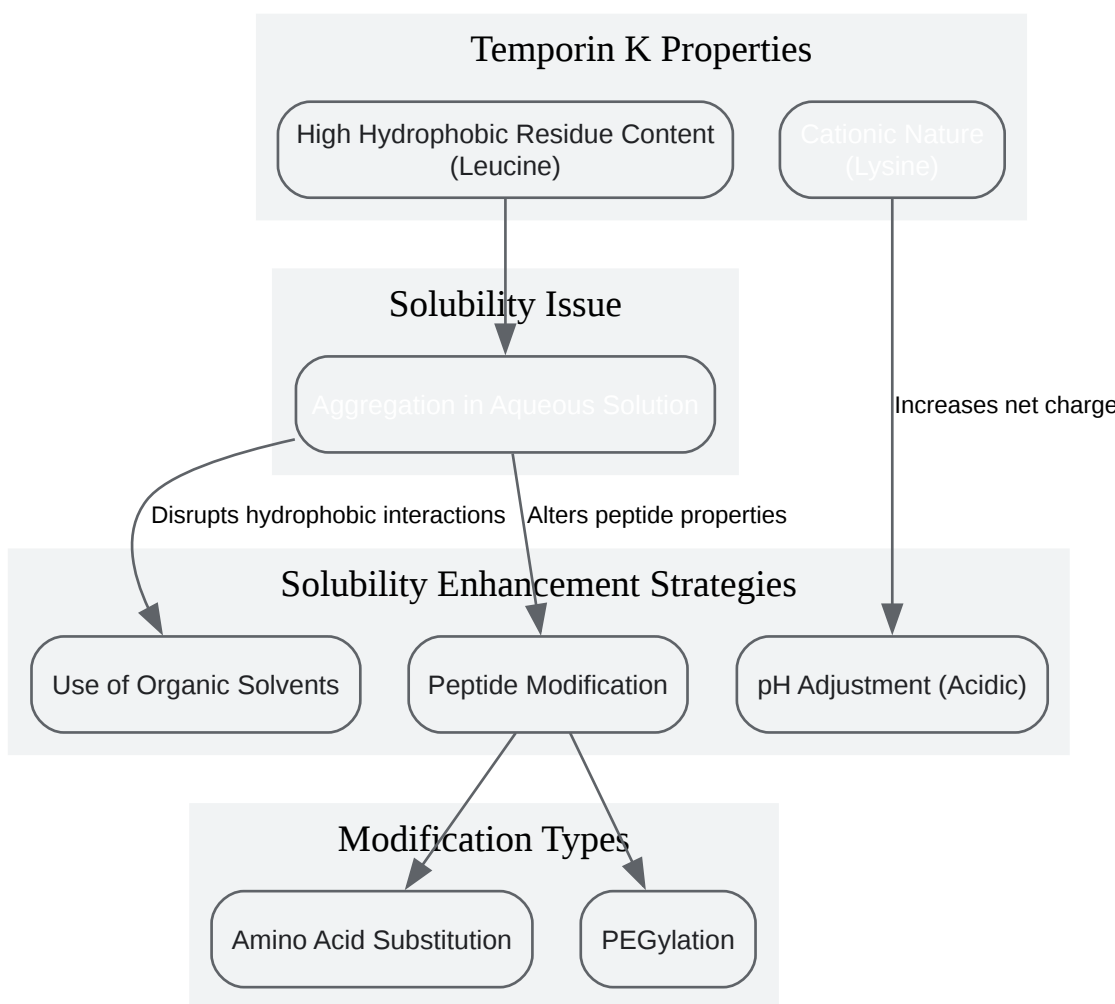 Temporin K Properties
High Hydrophobic Residue Content
(Leucine)
Cationic Nature
(Lysine)
Solubility Issue
Aggregation in Aqueous Solution
Increases net charge
Disrupts hydrophobic interactions
Alters peptide properties
Solubility Enhancement Strategies
Use of Organic Solvents
Peptide Modification
pH Adjustment (Acidic)
Modification Types
Amino Acid Substitution
PEGylation